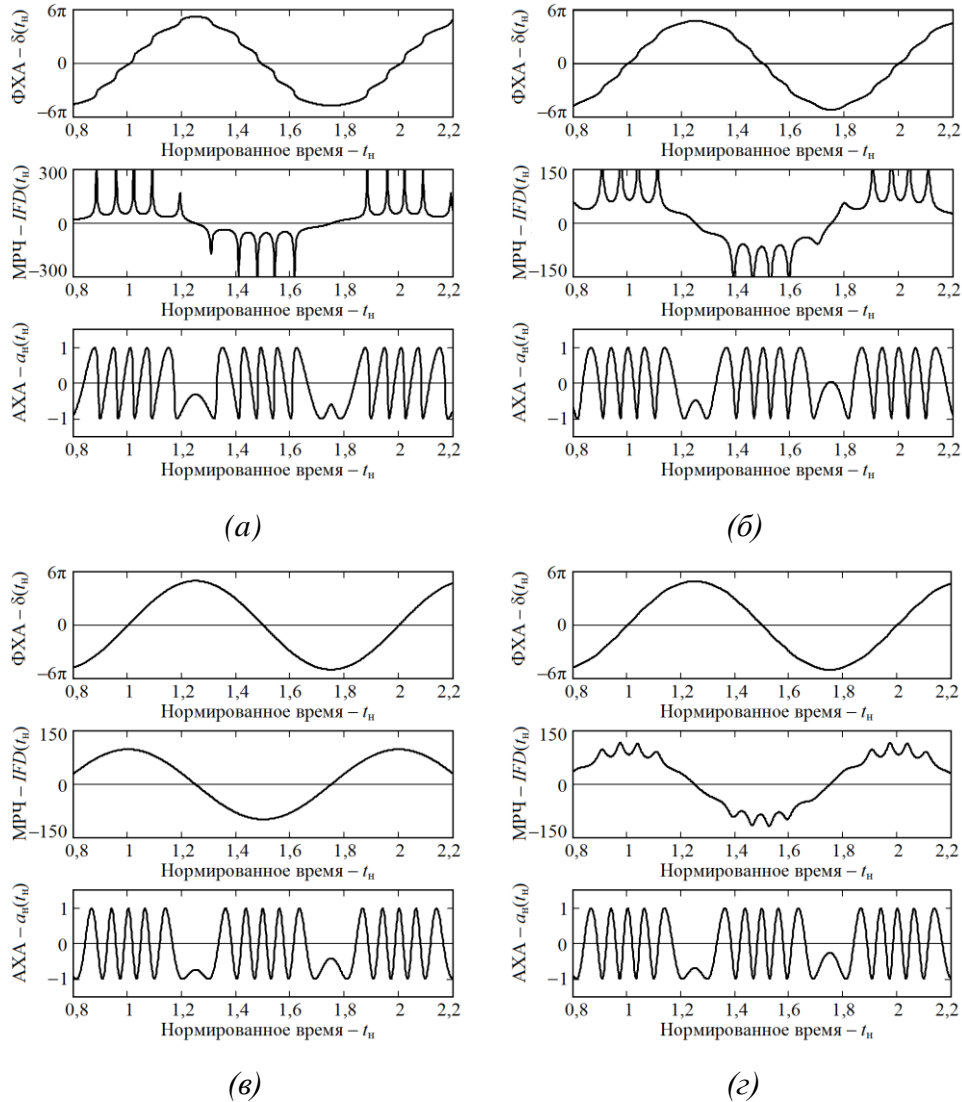 ФХА – δ(tн)
6π
0
–6π
0,8 1 1,2 1,4 1,6 1,8 2 2,2
Нормированное время – tн
МРЧ – IFD(tн)
300
0
–300
0,8 1 1,2 1,4 1,6 1,8 2 2,2
Нормированное время – tн
АХА – aн(tн)
1
0
–1
0,8 1 1,2 1,4 1,6 1,8 2 2,2
Нормированное время – tн
(а)
ФХА – δ(tн)
6π
0
–6π
0,8 1 1,2 1,4 1,6 1,8 2 2,2
Нормированное время – tн
МРЧ – IFD(tн)
150
0
–150
0,8 1 1,2 1,4 1,6 1,8 2 2,2
Нормированное время – tн
АХА – aн(tн)
1
0
–1
0,8 1 1,2 1,4 1,6 1,8 2 2,2
Нормированное время – tн
(б)
ФХА – δ(tн)
6π
0
–6π
0,8 1 1,2 1,4 1,6 1,8 2 2,2
Нормированное время – tн
МРЧ – IFD(tн)
150
0
–150
0,8 1 1,2 1,4 1,6 1,8 2 2,2
Нормированное время – tн
АХА – aн(tн)
1
0
–1
0,8 1 1,2 1,4 1,6 1,8 2 2,2
Нормированное время – tн
(в)
ФХА – δ(tн)
6π
0
–6π
0,8 1 1,2 1,4 1,6 1,8 2 2,2
Нормированное время – tн
МРЧ – IFD(tн)
150
0
–150
0,8 1 1,2 1,4 1,6 1,8 2 2,2
Нормированное время – tн
АХА – aн(tн)
1
0
–1
0,8 1 1,2 1,4 1,6 1,8 2 2,2
Нормированное время – tн
(г)